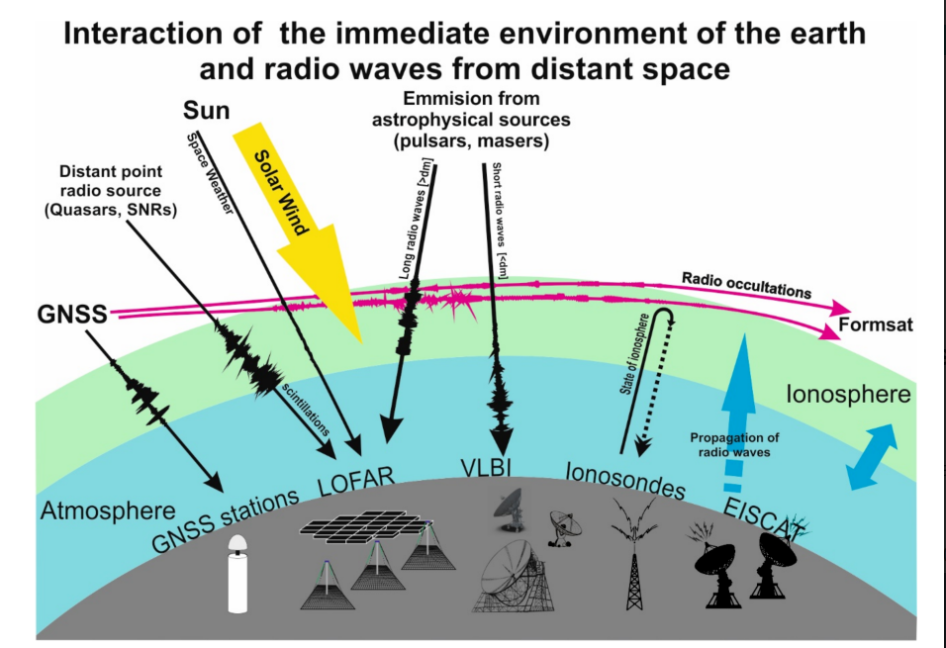 Interaction of the immediate environment of the earth
and radio waves from distant space
Sun
Emmision from
astrophysical sources
(pulsars, masers)
Space Weather
Solar Wind
Distant point
radio source
(Quasars, SNRs)
Long radio waves [>dm]
Short radio waves [<dm]
Radio occultations
GNSS
Formsat
State of ionosphere
scintillations
Ionosphere
Propagation of
radio waves
Atmosphere
GNSS stations
LOFAR
VLBI
Ionosondes
EISCAT